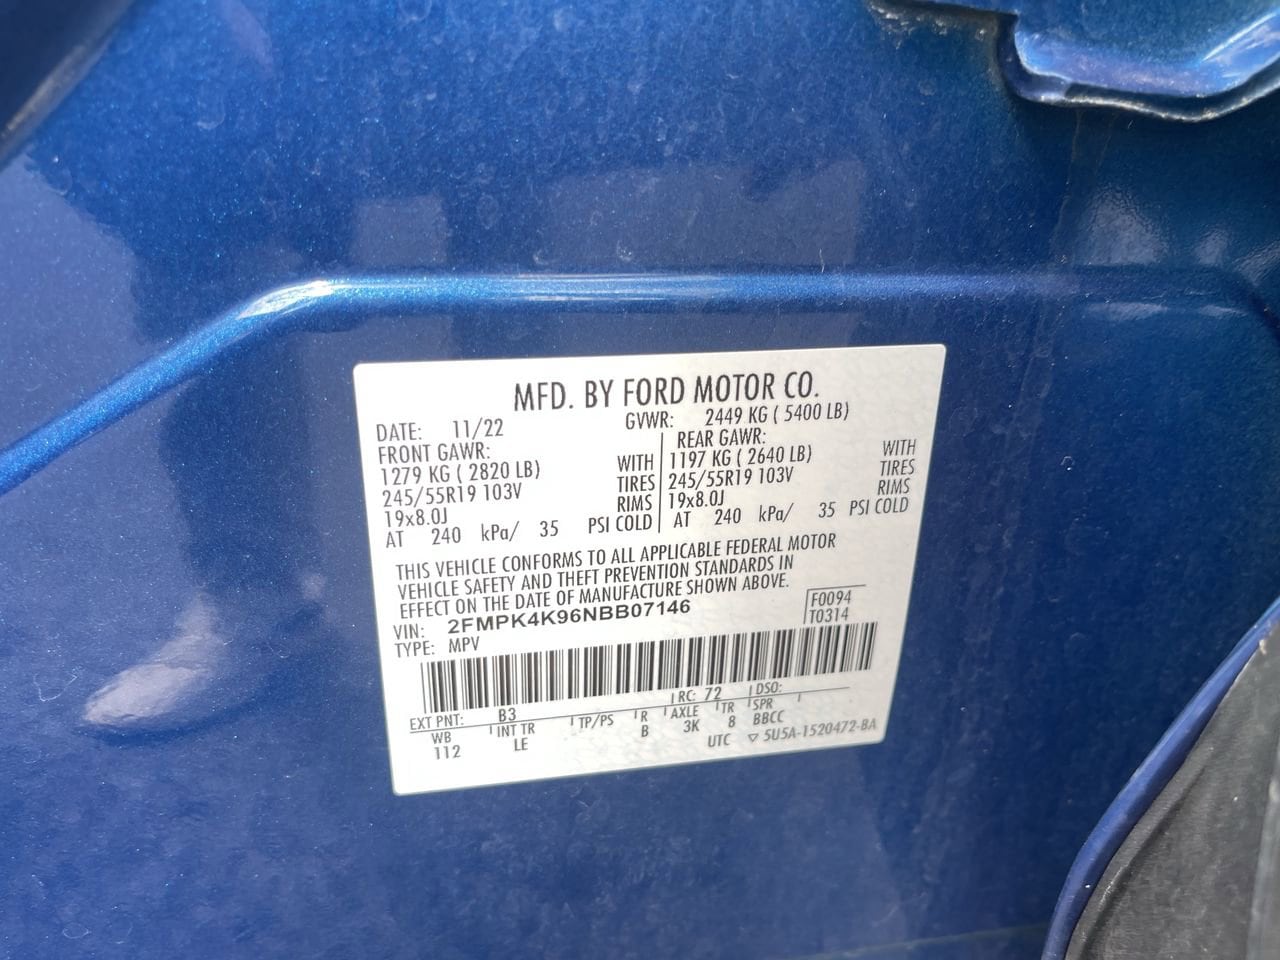 MFD. BY FORD MOTOR CO.
DATE: 11/22 GVWR: 2449 KG ( 5400 LB)
FRONT GAWR: REAR GAWR:
1279 KG ( 2820 LB) WITH 1197 KG ( 2640 LB) WITH
245/55R19 103V TIRES 245/55R19 103V TIRES
19x8.0J RIMS 19x8.0J RIMS
AT 240 kPa/ 35 PSI COLD AT 240 kPa/ 35 PSI COLD
THIS VEHICLE CONFORMS TO ALL APPLICABLE FEDERAL MOTOR
VEHICLE SAFETY AND THEFT PREVENTION STANDARDS IN
EFFECT ON THE DATE OF MANUFACTURE SHOWN ABOVE.
VIN: 2FMPK4K96NBB07146 F0094
TYPE: MPV T0314
EXT PNT: B3 RC: 72 DSO:
WB INT TR TP/PS R AXLE TR SPR
112 LE B 3K 8 BBCC
UTC ▽ 5U5A-1520472-BA